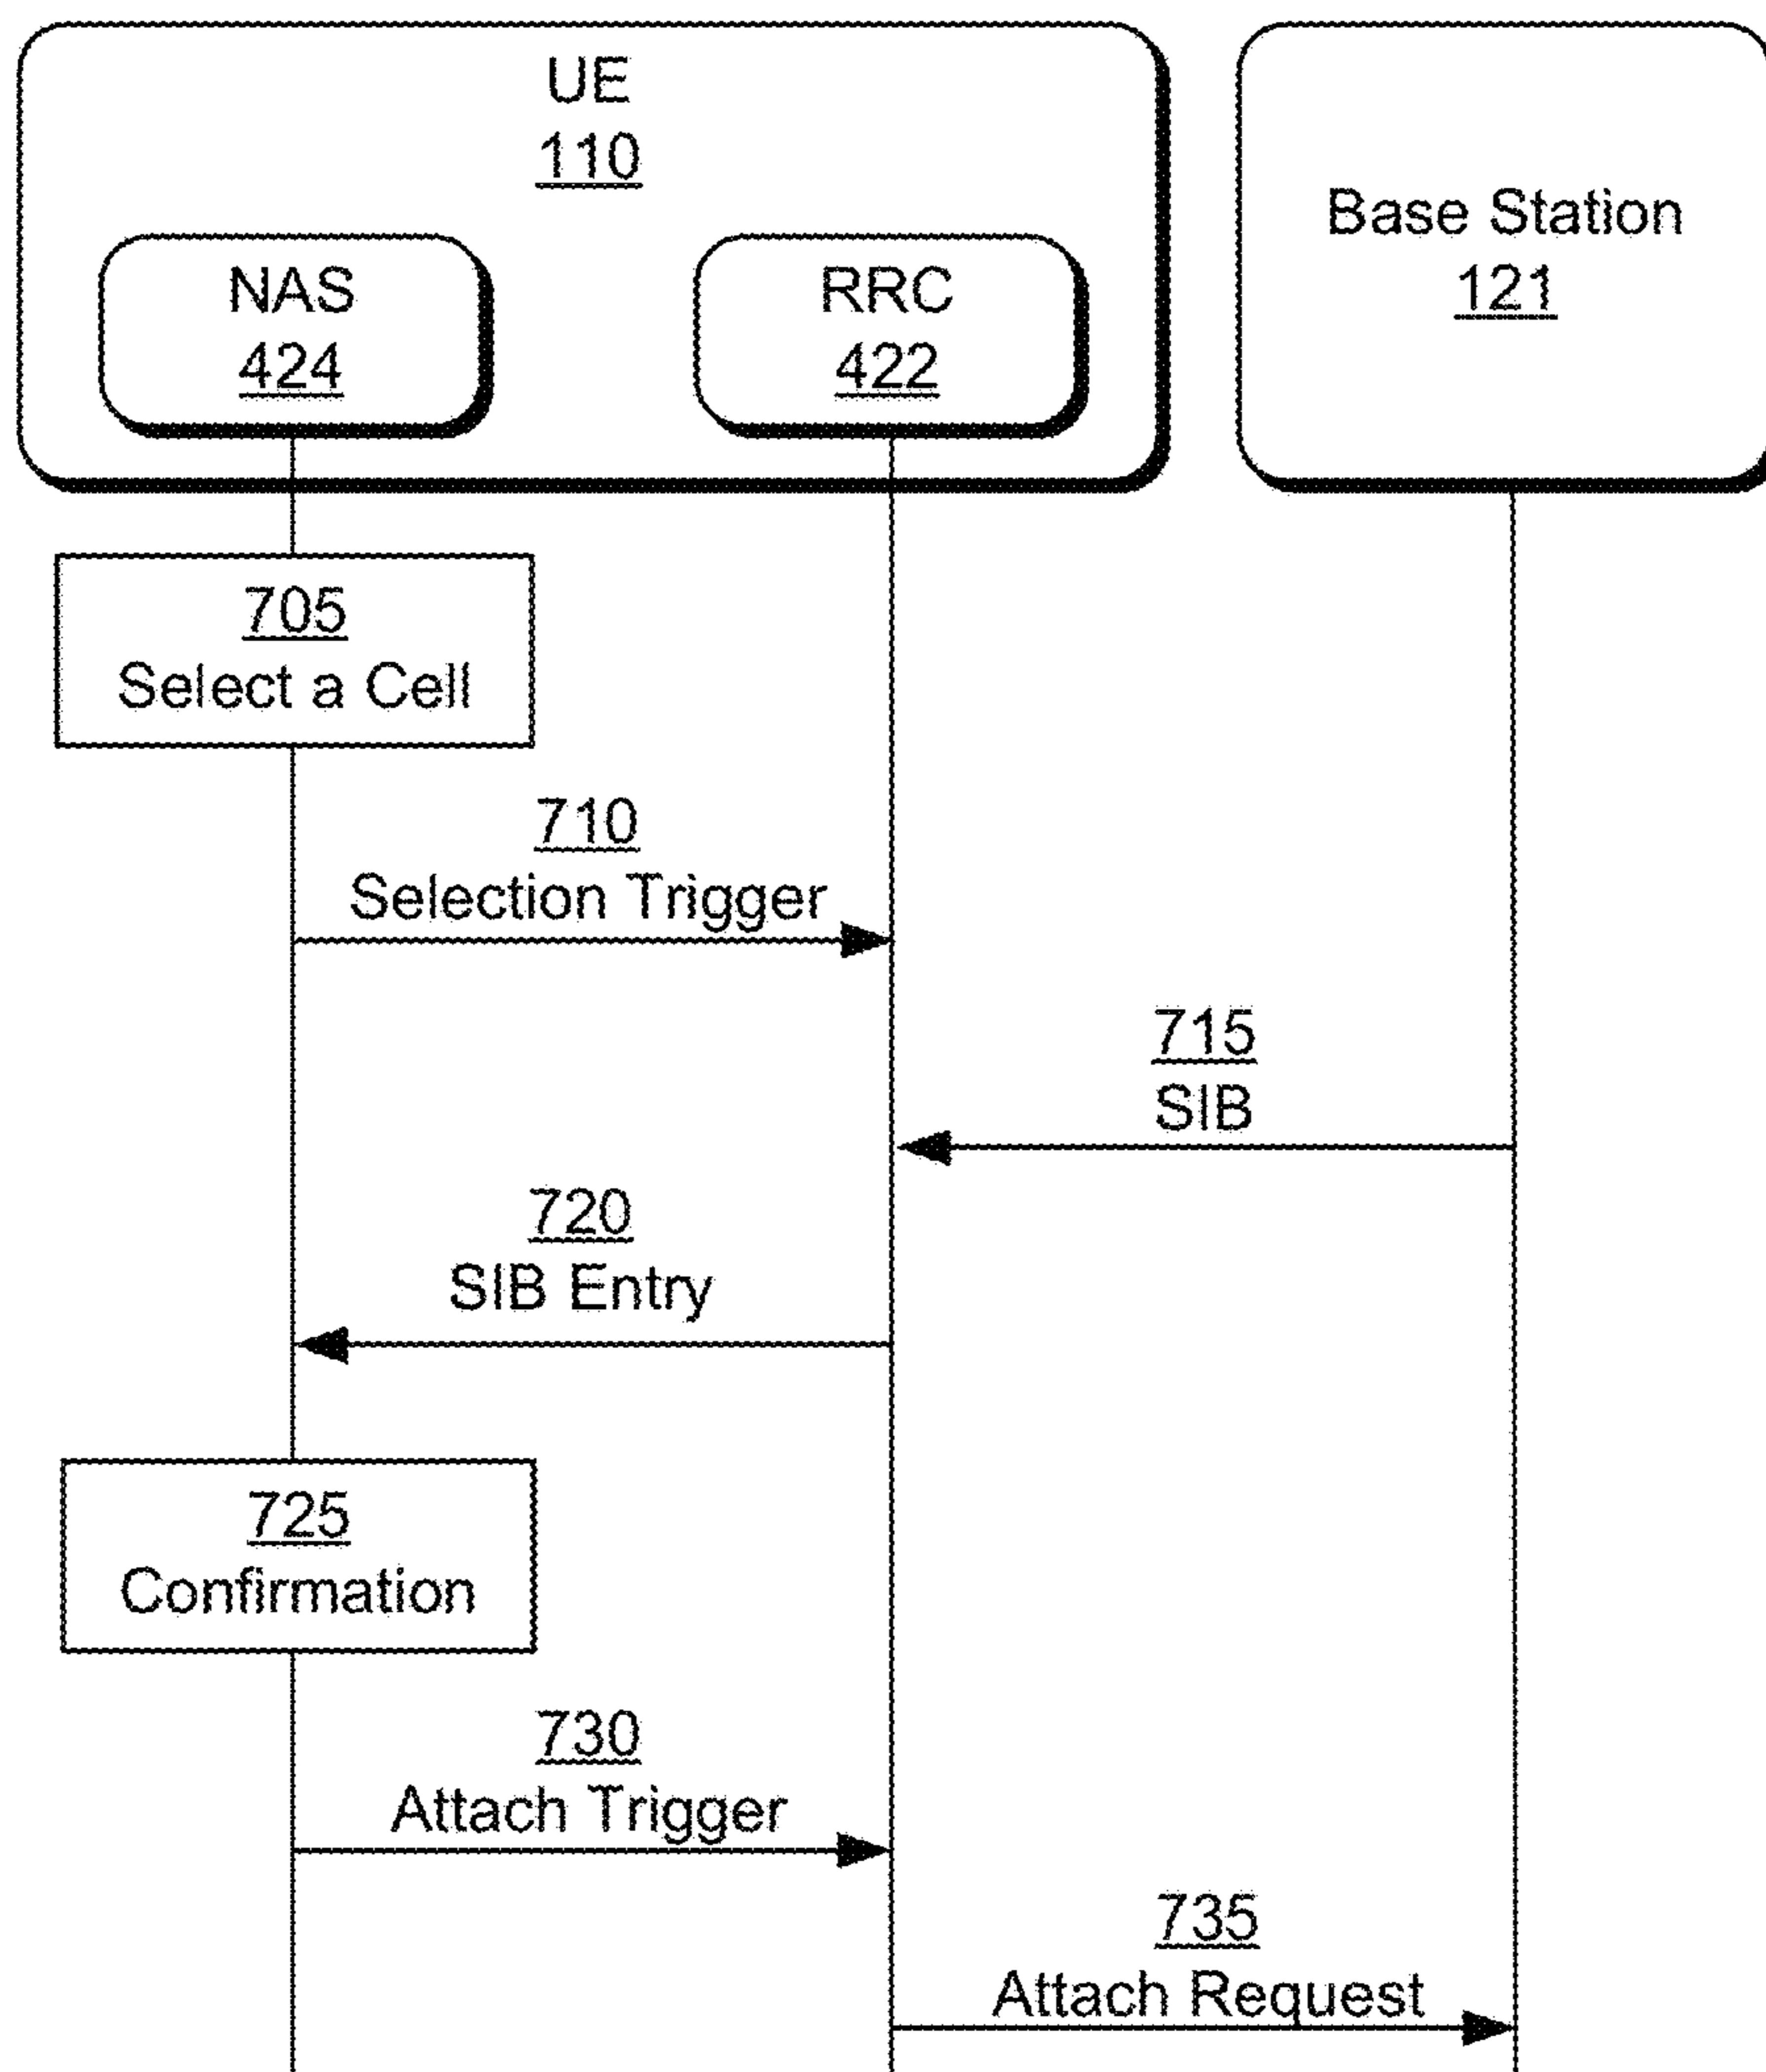 UE
110
NAS
424
RRC
422
Base Station
121
705
Select a Cell
710
Selection Trigger
715
SIB
720
SIB Entry
725
Confirmation
730
Attach Trigger
735
Attach Request